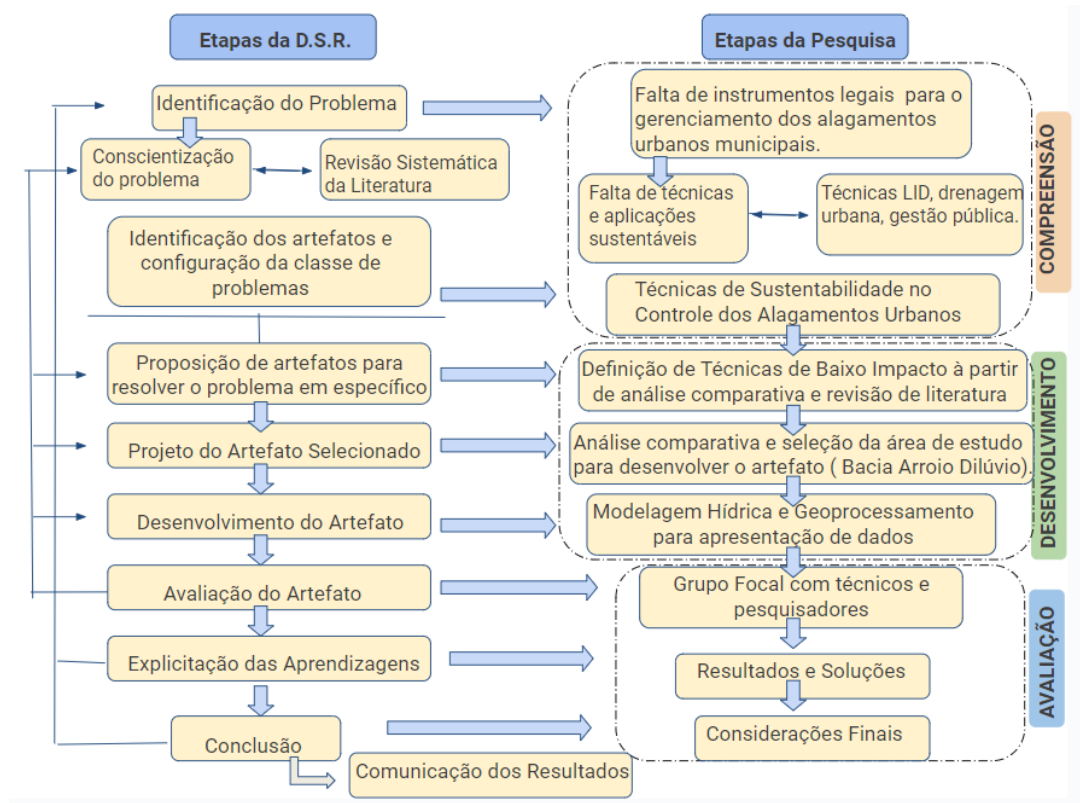 Etapas da D.S.R.
Etapas da Pesquisa
Identificação do Problema
Conscientização
do problema
Revisão Sistemática
da Literatura
Identificação dos artefatos e
configuração da classe de
problemas
Proposição de artefatos para
resolver o problema em específico
Projeto do Artefato Selecionado
Desenvolvimento do Artefato
Avaliação do Artefato
Explicitação das Aprendizagens
Conclusão
Comunicação dos Resultados
Falta de instrumentos legais para o
gerenciamento dos alagamentos
urbanos municipais.
Falta de técnicas
e aplicações
sustentáveis
Técnicas LID, drenagem
urbana, gestão pública.
Técnicas de Sustentabilidade no
Controle dos Alagamentos Urbanos
Definição de Técnicas de Baixo Impacto à partir
de análise comparativa e revisão de literatura
Análise comparativa e seleção da área de estudo
para desenvolver o artefato ( Bacia Arroio Dilúvio).
Modelagem Hídrica e Geoprocessamento
para apresentação de dados
Grupo Focal com técnicos e
pesquisadores
Resultados e Soluções
Considerações Finais
COMPREENSÃO
DESENVOLVIMENTO
AVALIAÇÃO